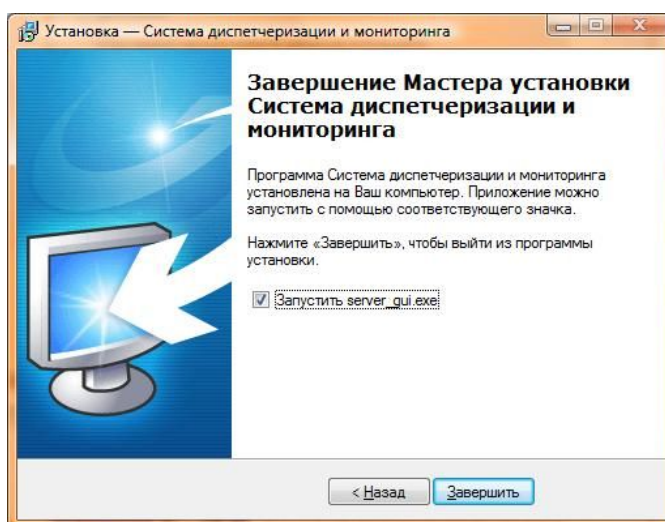 Установка — Система диспетчеризации и мониторинга
Завершение Мастера установки
Система диспетчеризации и
мониторинга
Программа Система диспетчеризации и мониторинга
установлена на Ваш компьютер. Приложение можно
запустить с помощью соответствующего значка.
Нажмите «Завершить», чтобы выйти из программы
установки.
Запустить server_gui.exe
< Назад
Завершить